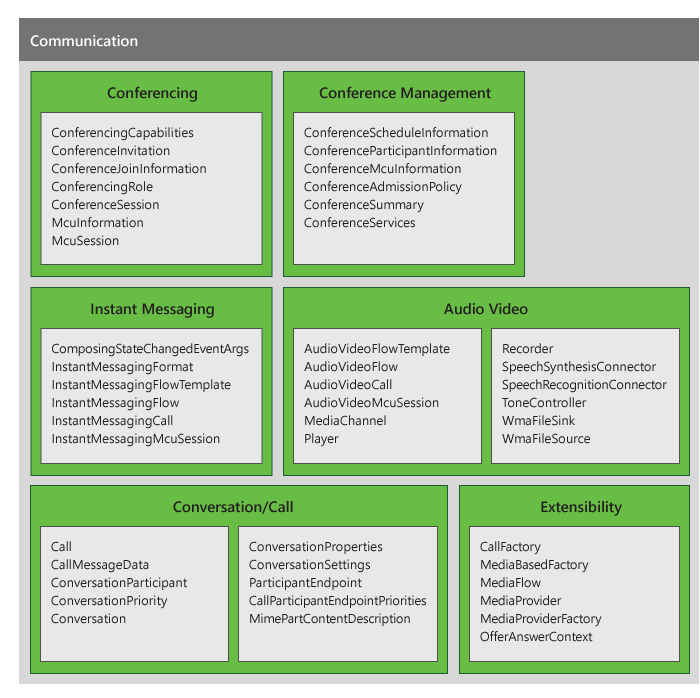 Communication
Conferencing
ConferencingCapabilities
ConferenceInvitation
ConferenceJoinInformation
ConferencingRole
ConferenceSession
McuInformation
McuSession
Conference Management
ConferenceScheduleInformation
ConferenceParticipantInformation
ConferenceMcuInformation
ConferenceAdmissionPolicy
ConferenceSummary
ConferenceServices
Instant Messaging
ComposingStateChangedEventArgs
InstantMessagingFormat
InstantMessagingFlowTemplate
InstantMessagingFlow
InstantMessagingCall
InstantMessagingMcuSession
Audio Video
AudioVideoFlowTemplate
AudioVideoFlow
AudioVideoCall
AudioVideoMcuSession
MediaChannel
Player
Recorder
SpeechSynthesisConnector
SpeechRecognitionConnector
ToneController
WmaFileSink
WmaFileSource
Conversation/Call
Call
CallMessageData
ConversationParticipant
ConversationPriority
Conversation
ConversationProperties
ConversationSettings
ParticipantEndpoint
CallParticipantEndpointPriorities
MimePartContentDescription
Extensibility
CallFactory
MediaBasedFactory
MediaFlow
MediaProvider
MediaProviderFactory
OfferAnswerContext